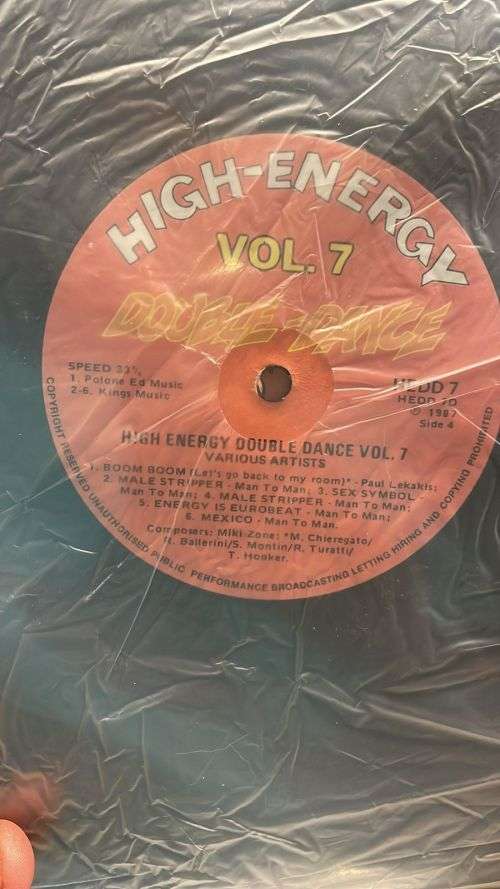 HIGH-ENERGY
VOL. 7
DOUBLE-DANCE
SPEED 33⅓
1. Polone Ed Music
2-6. Kings Music
HEDD 7
HEDD 7D
℗ 1987
Side 4
HIGH ENERGY DOUBLE DANCE VOL. 7
VARIOUS ARTISTS
1. BOOM BOOM (Let's go back to my room)* - Paul Lekakis;
2. MALE STRIPPER - Man To Man; 3. SEX SYMBOL -
Man To Man; 4. MALE STRIPPER - Man To Man;
5. ENERGY IS EUROBEAT - Man To Man;
6. MEXICO - Man To Man.
Composers: Miki Zone; *M. Chieregato/
R. Ballerini/S. Montin/R. Turatti/
T. Hooker.
COPYRIGHT RESERVED UNAUTHORISED PUBLIC PERFORMANCE BROADCASTING LETTING HIRING AND COPYING PROHIBITED